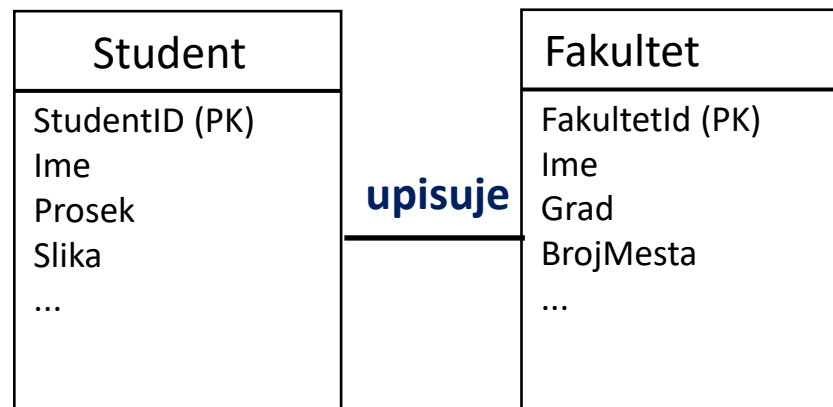 Student
StudentID (PK)
Ime
Prosek
Slika
...
upisuje
Fakultet
FakultetId (PK)
Ime
Grad
BrojMesta
...